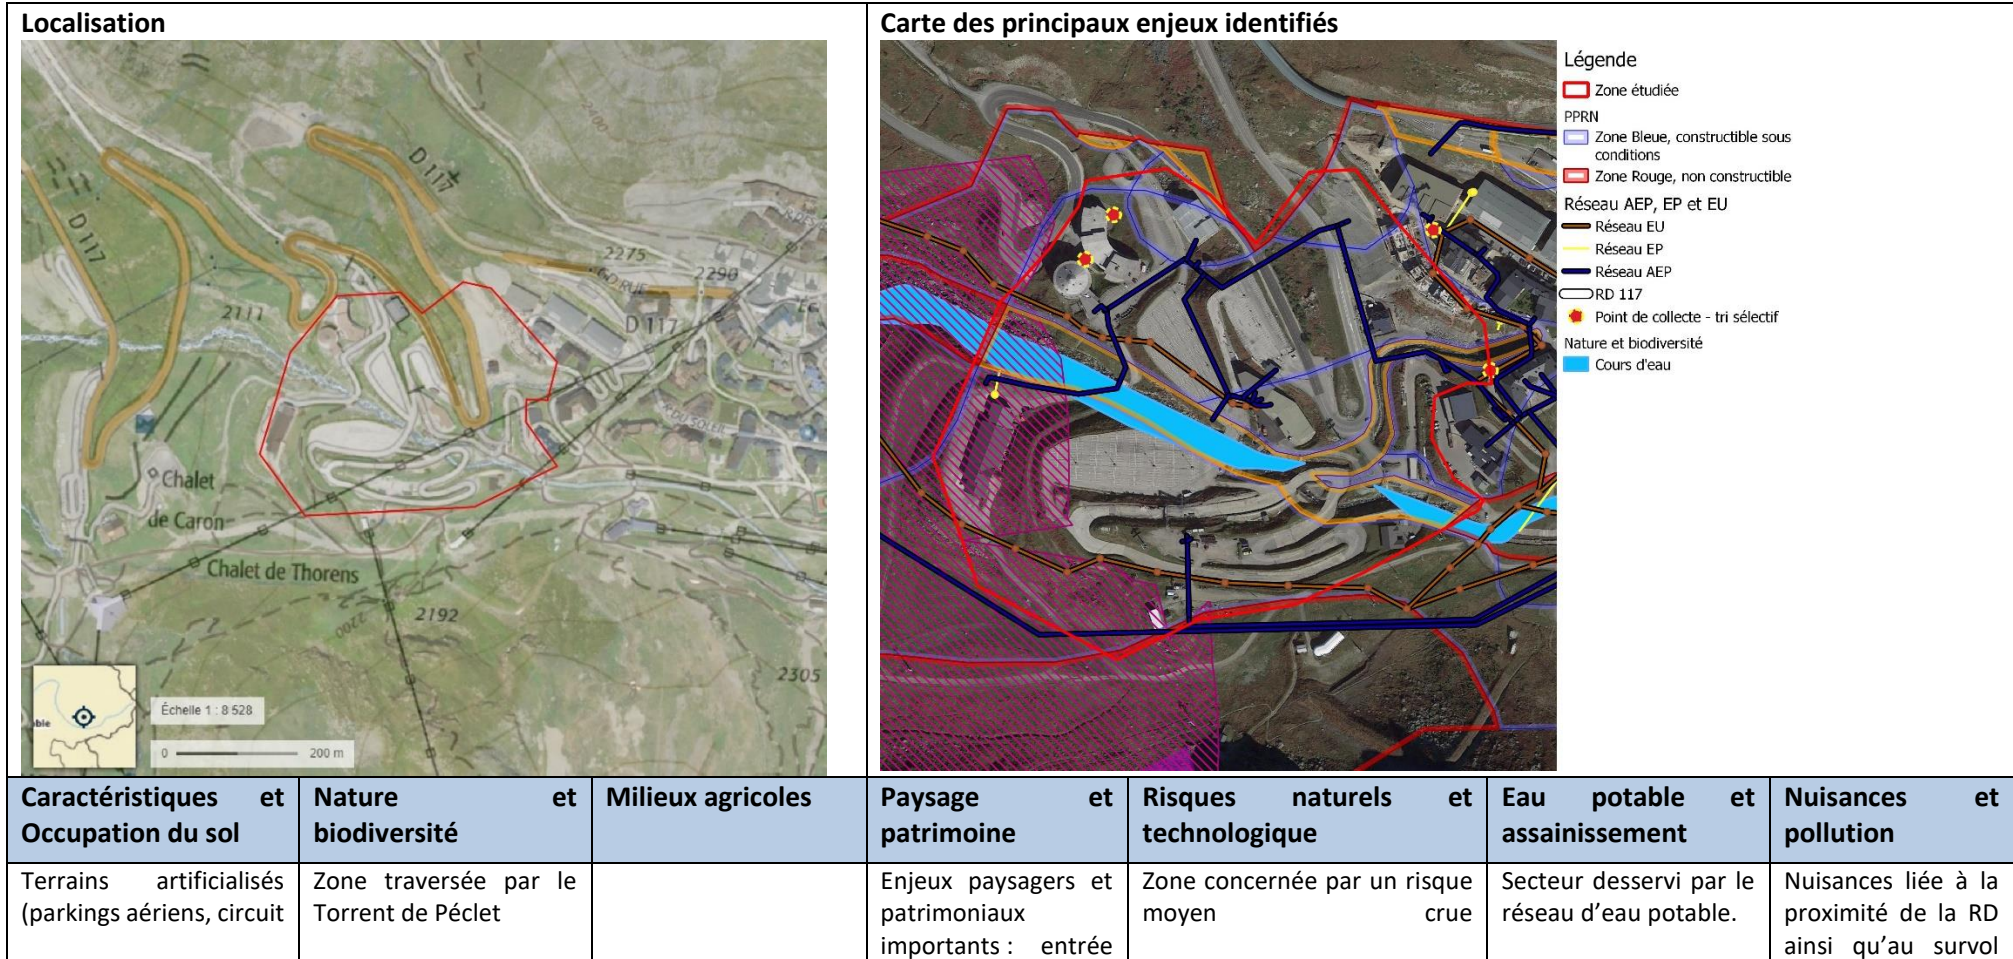 Localisation
D 117
D 117
2400
2111
2275
2290
GD RUE
D 117
R DU SOLEIL
Chalet
de Caron
Chalet de Thorens
2192
2200
2305
Échelle 1 : 8 528
0 200 m
Carte des principaux enjeux identifiés
Légende
Zone étudiée
PPRN
Zone Bleue, constructible sous
conditions
Zone Rouge, non constructible
Réseau AEP, EP et EU
Réseau EU
Réseau EP
Réseau AEP
RD 117
Point de collecte - tri sélectif
Nature et biodiversité
Cours d'eau
Caractéristiques et
Occupation du sol
Nature et
biodiversité
Milieux agricoles
Paysage et
patrimoine
Risques naturels et
technologique
Eau potable et
assainissement
Nuisances et
pollution
Terrains artificialisés
(parkings aériens, circuit
Zone traversée par le
Torrent de Péclet
Enjeux paysagers et
patrimoniaux
importants : entrée
Zone concernée par un risque
moyen crue
Secteur desservi par le
réseau d'eau potable.
Nuisances liée à la
proximité de la RD
ainsi qu'au survol